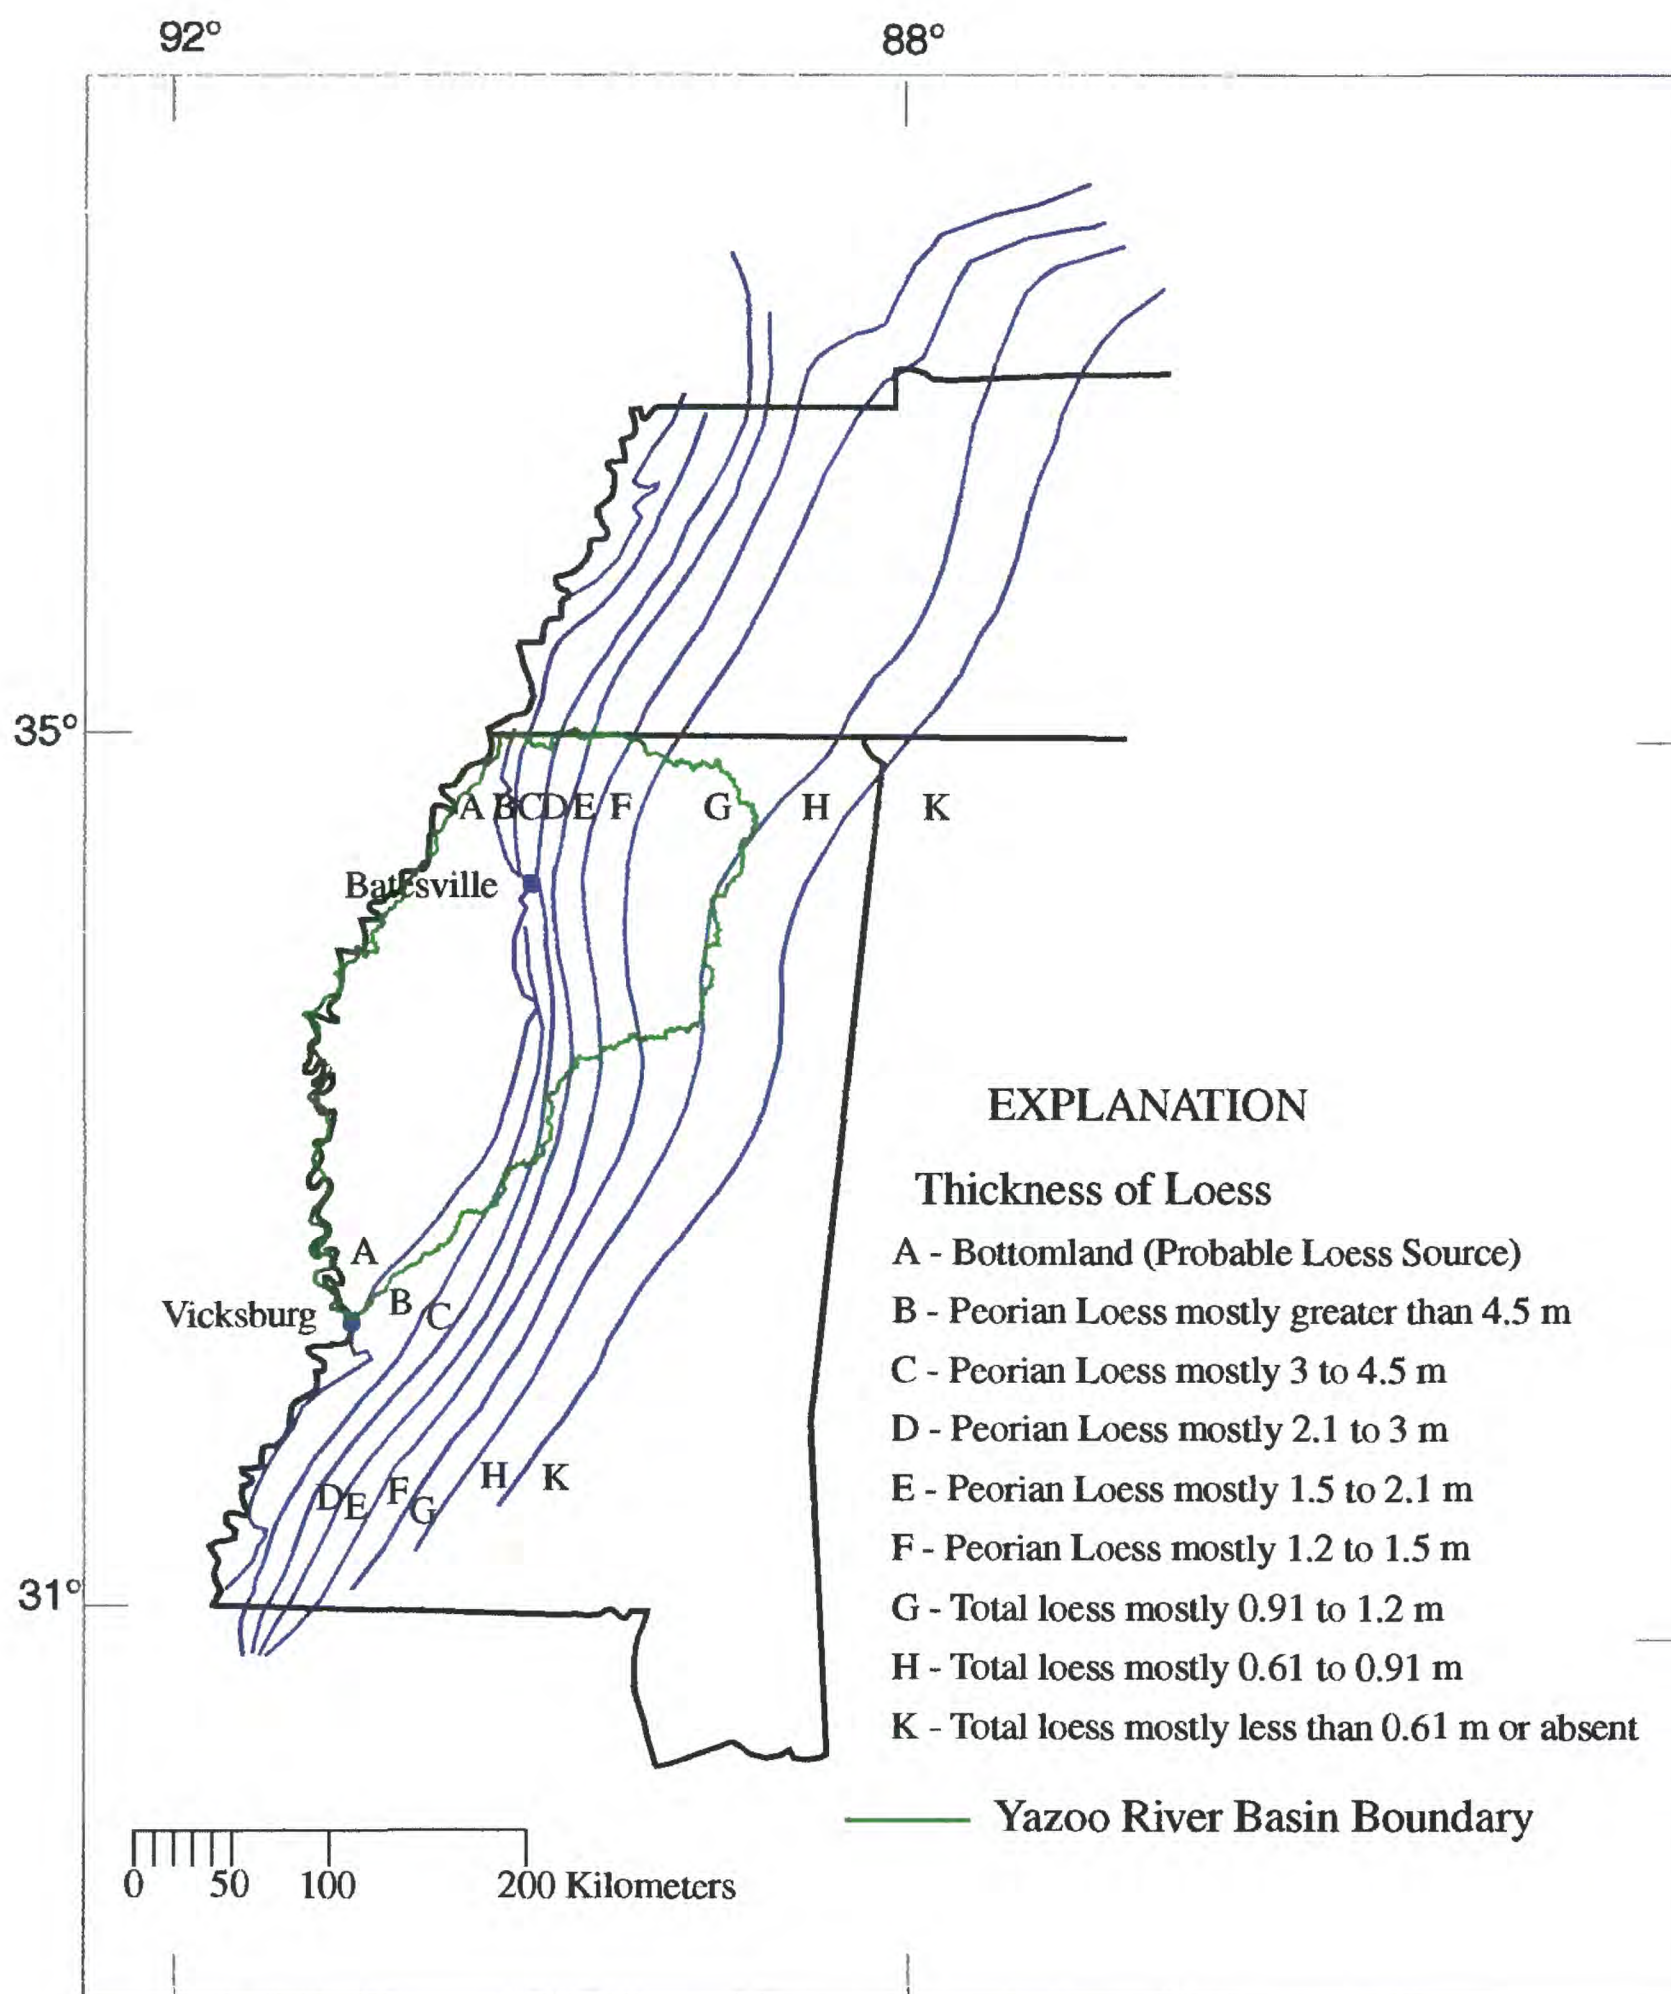 92° 88°
35°
A B C D E F G H K
Batesville
EXPLANATION
Thickness of Loess
A - Bottomland (Probable Loess Source)
B - Peorian Loess mostly greater than 4.5 m
C - Peorian Loess mostly 3 to 4.5 m
D - Peorian Loess mostly 2.1 to 3 m
E - Peorian Loess mostly 1.5 to 2.1 m
F - Peorian Loess mostly 1.2 to 1.5 m
G - Total loess mostly 0.91 to 1.2 m
H - Total loess mostly 0.61 to 0.91 m
K - Total loess mostly less than 0.61 m or absent
Yazoo River Basin Boundary
A
B C
Vicksburg
D E F G H K
31°
0 50 100 200 Kilometers